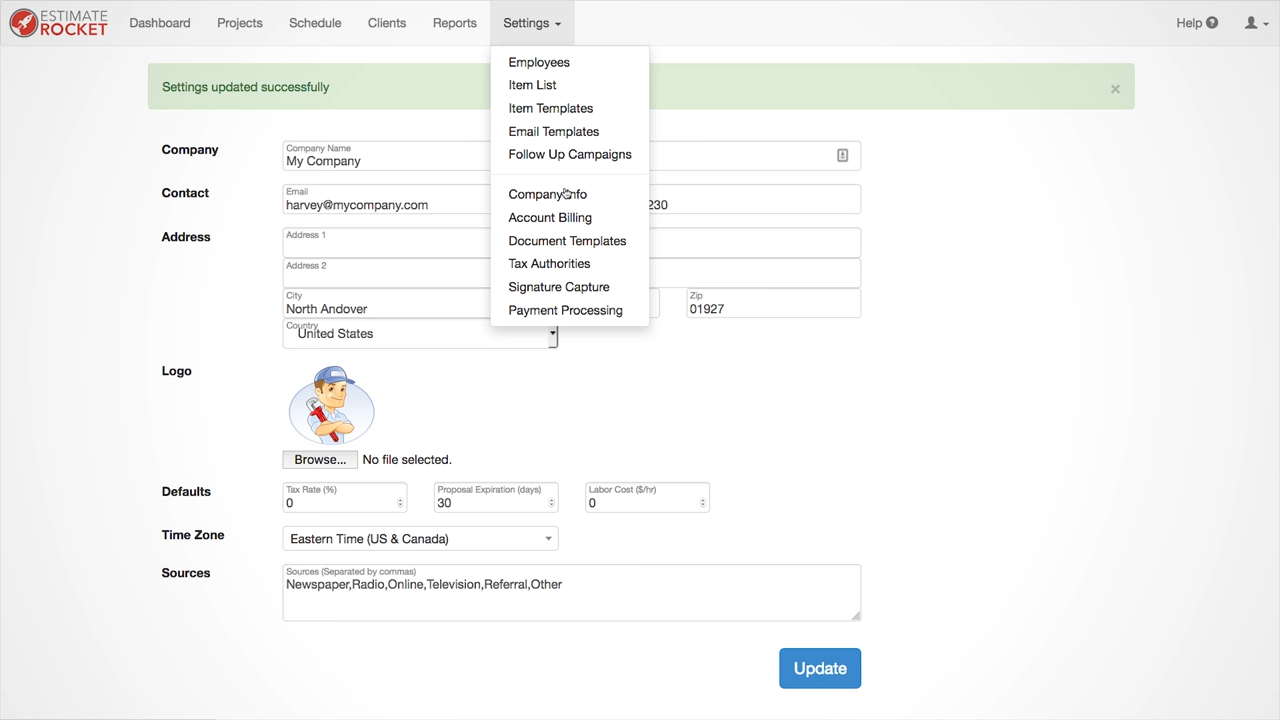 ESTIMATE
ROCKET
Dashboard Projects Schedule Clients Reports Settings Help
Employees
Item List
Item Templates
Email Templates
Follow Up Campaigns
Company Info
Account Billing
Document Templates
Tax Authorities
Signature Capture
Payment Processing
Settings updated successfully ×
Company
Company Name
My Company
Contact
Email
harvey@mycompany.com
230
Address
Address 1
Address 2
City
North Andover
Zip
01927
Country
United States
Logo
Browse... No file selected.
Defaults
Tax Rate (%)
0
Proposal Expiration (days)
30
Labor Cost ($/hr)
0
Time Zone
Eastern Time (US & Canada)
Sources
Sources (Separated by commas)
Newspaper,Radio,Online,Television,Referral,Other
Update